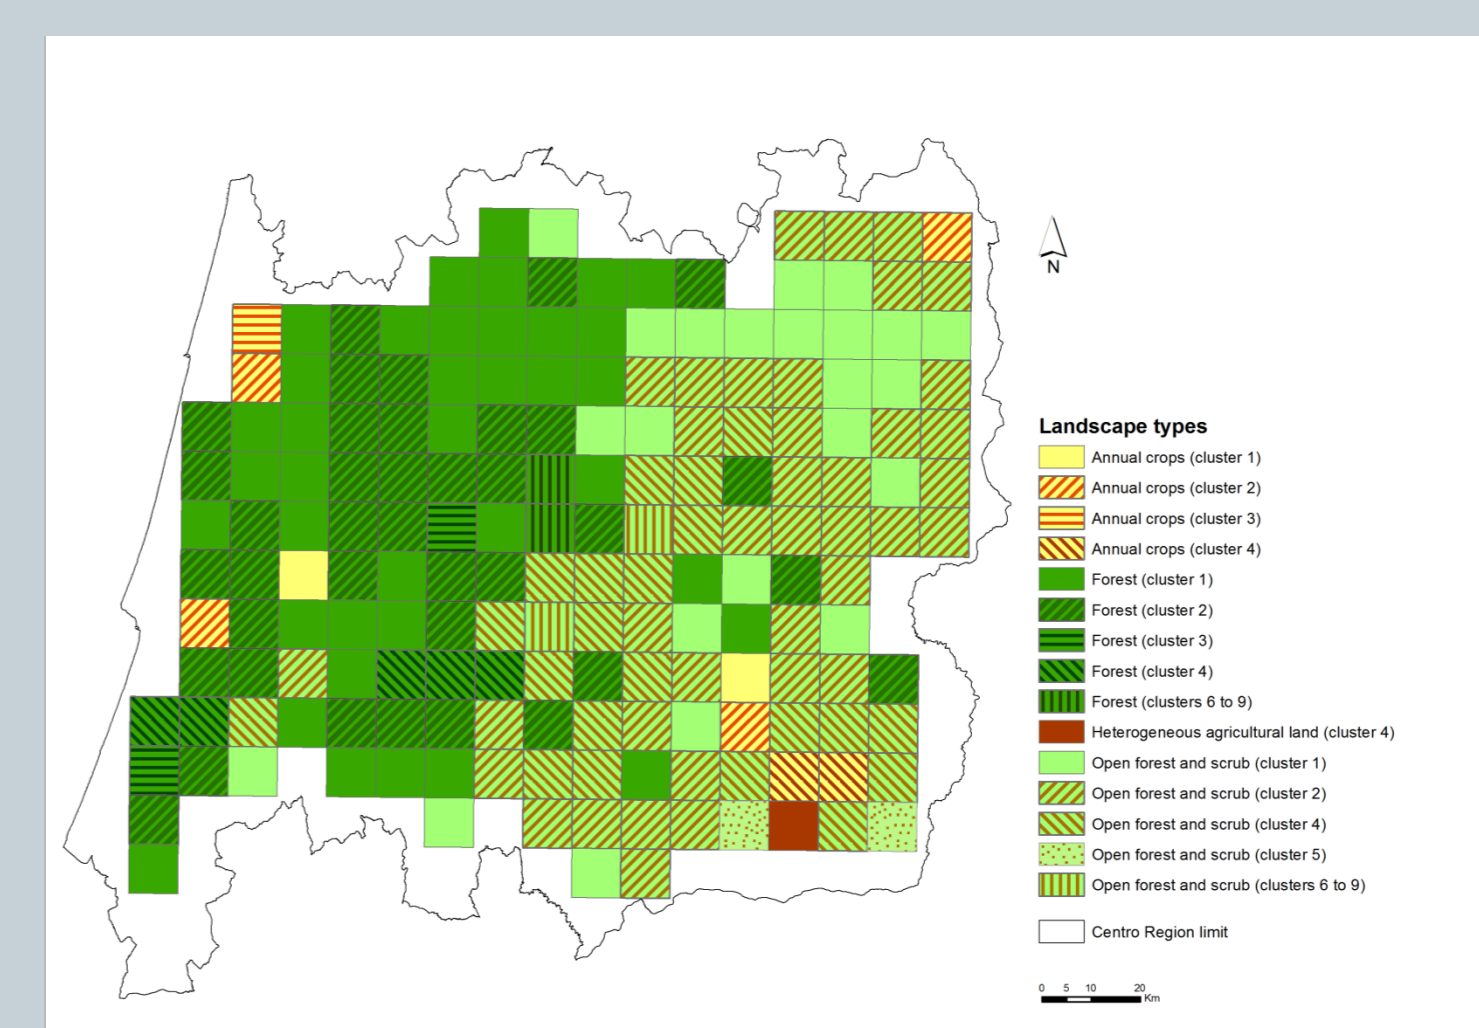 N
Landscape types
Annual crops (cluster 1)
Annual crops (cluster 2)
Annual crops (cluster 3)
Annual crops (cluster 4)
Forest (cluster 1)
Forest (cluster 2)
Forest (cluster 3)
Forest (cluster 4)
Forest (clusters 6 to 9)
Heterogeneous agricultural land (cluster 4)
Open forest and scrub (cluster 1)
Open forest and scrub (cluster 2)
Open forest and scrub (cluster 4)
Open forest and scrub (cluster 5)
Open forest and scrub (clusters 6 to 9)
Centro Region limit
0 5 10 20
Km